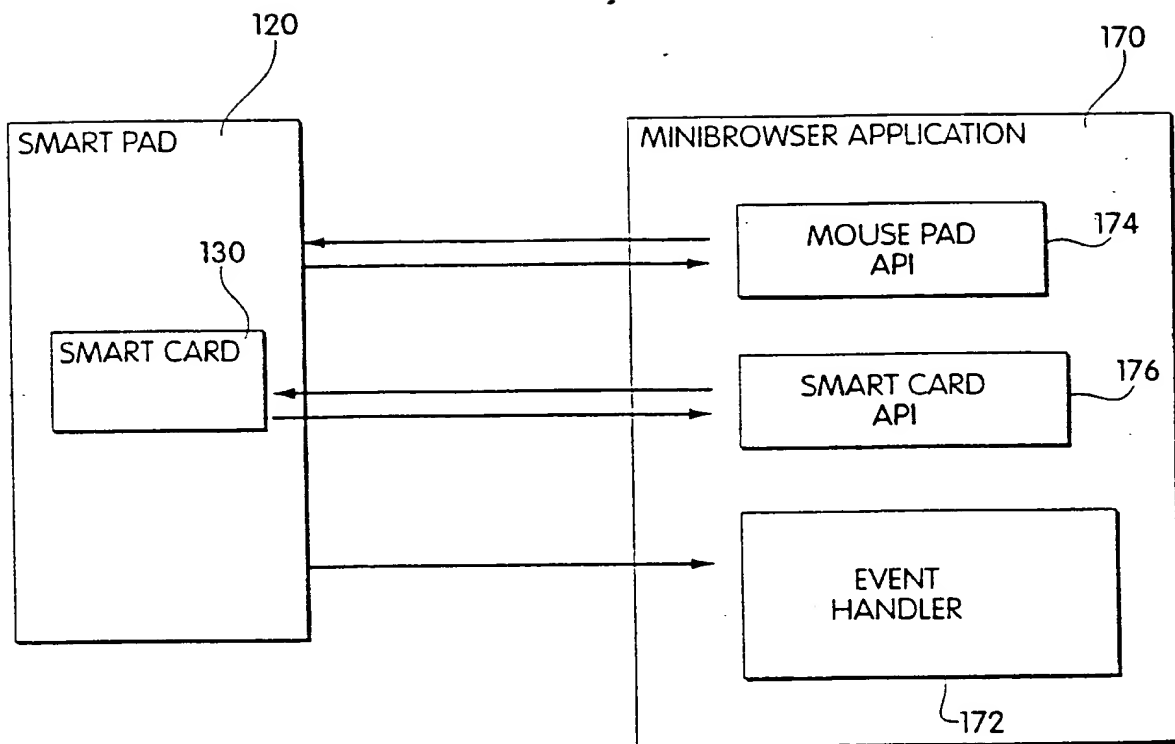 120
170
SMART PAD
MINIBROWSER APPLICATION
MOUSE PAD
API
174
130
SMART CARD
SMART CARD
API
176
EVENT
HANDLER
172